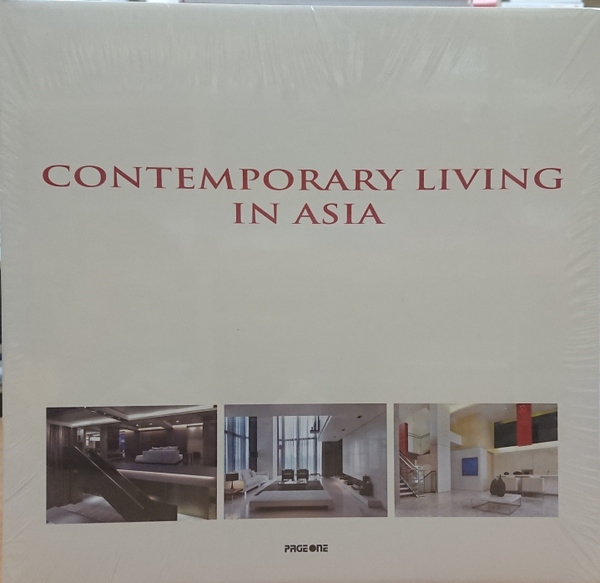 CONTEMPORARY LIVING
IN ASIA
PAGE ONE